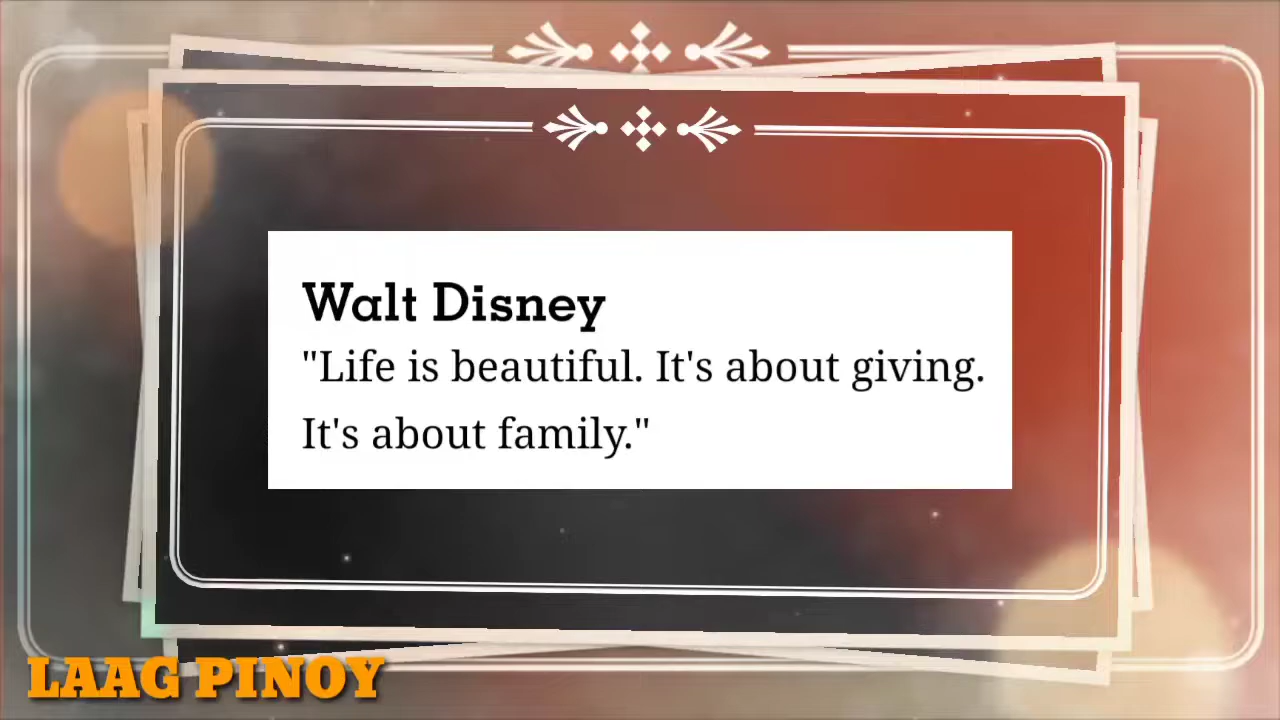 Walt Disney
"Life is beautiful. It's about giving.
It's about family."
LAAG PINOY